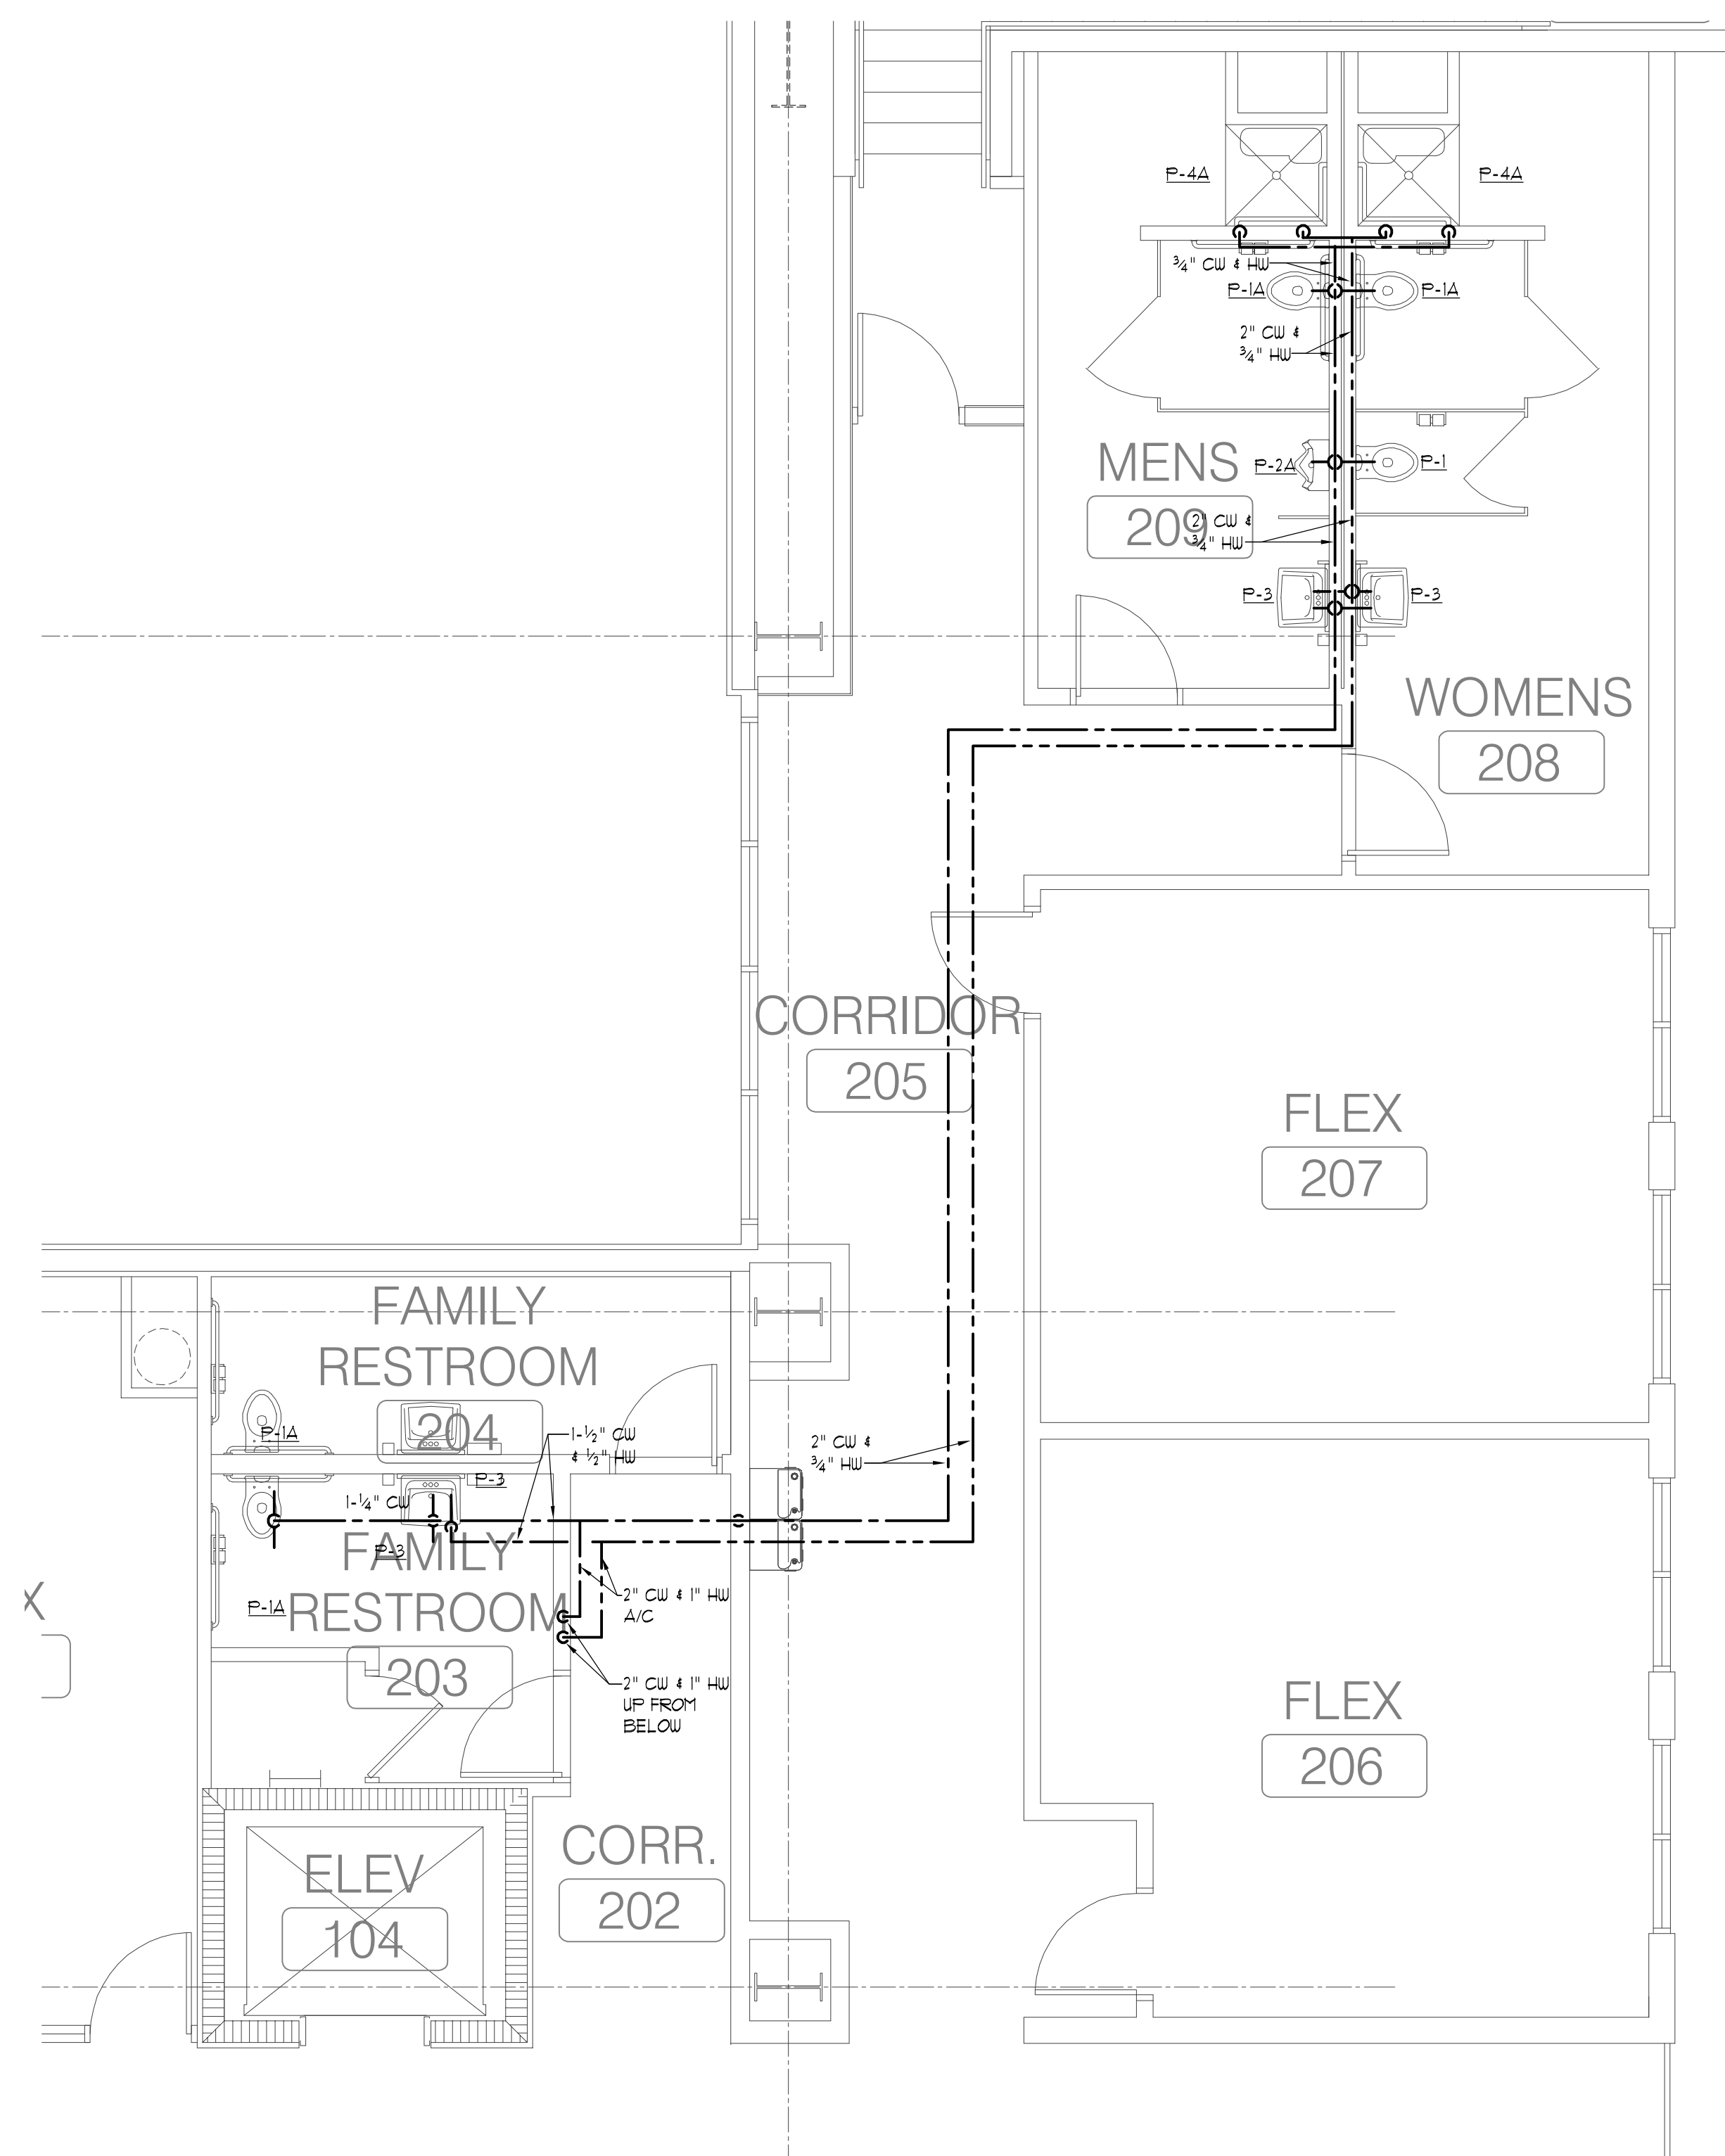 P-4A
P-4A
3/4" CW & HW
P-1A
P-1A
2" CW &
3/4" HW
MENS
209
P-2A
P-1
2" CW &
3/4" HW
P-3
P-3
WOMENS
208
CORRIDOR
205
FLEX
207
FAMILY
RESTROOM
204
P-1A
1-1/2" CW
& 1/2" HW
2" CW &
3/4" HW
P-3
1-1/4" CW
FAMILY
RESTROOM
203
P-3
P-1A
2" CW & 1" HW
A/C
2" CW & 1" HW
UP FROM
BELOW
X
FLEX
206
ELEV
104
CORR.
202